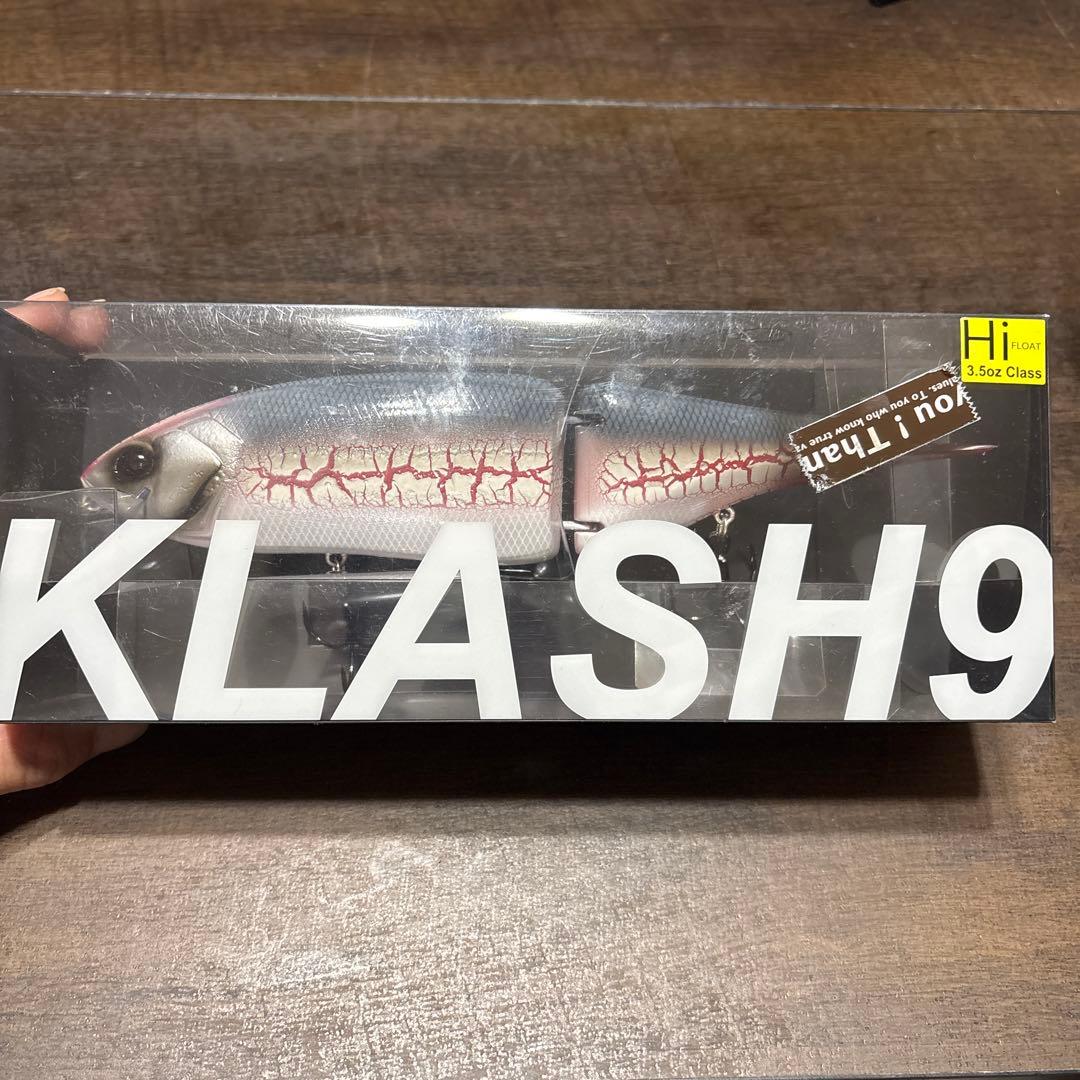 Hi FLOAT
3.5oz Class
you ! Than
alues. To you who know true va
KLASH9